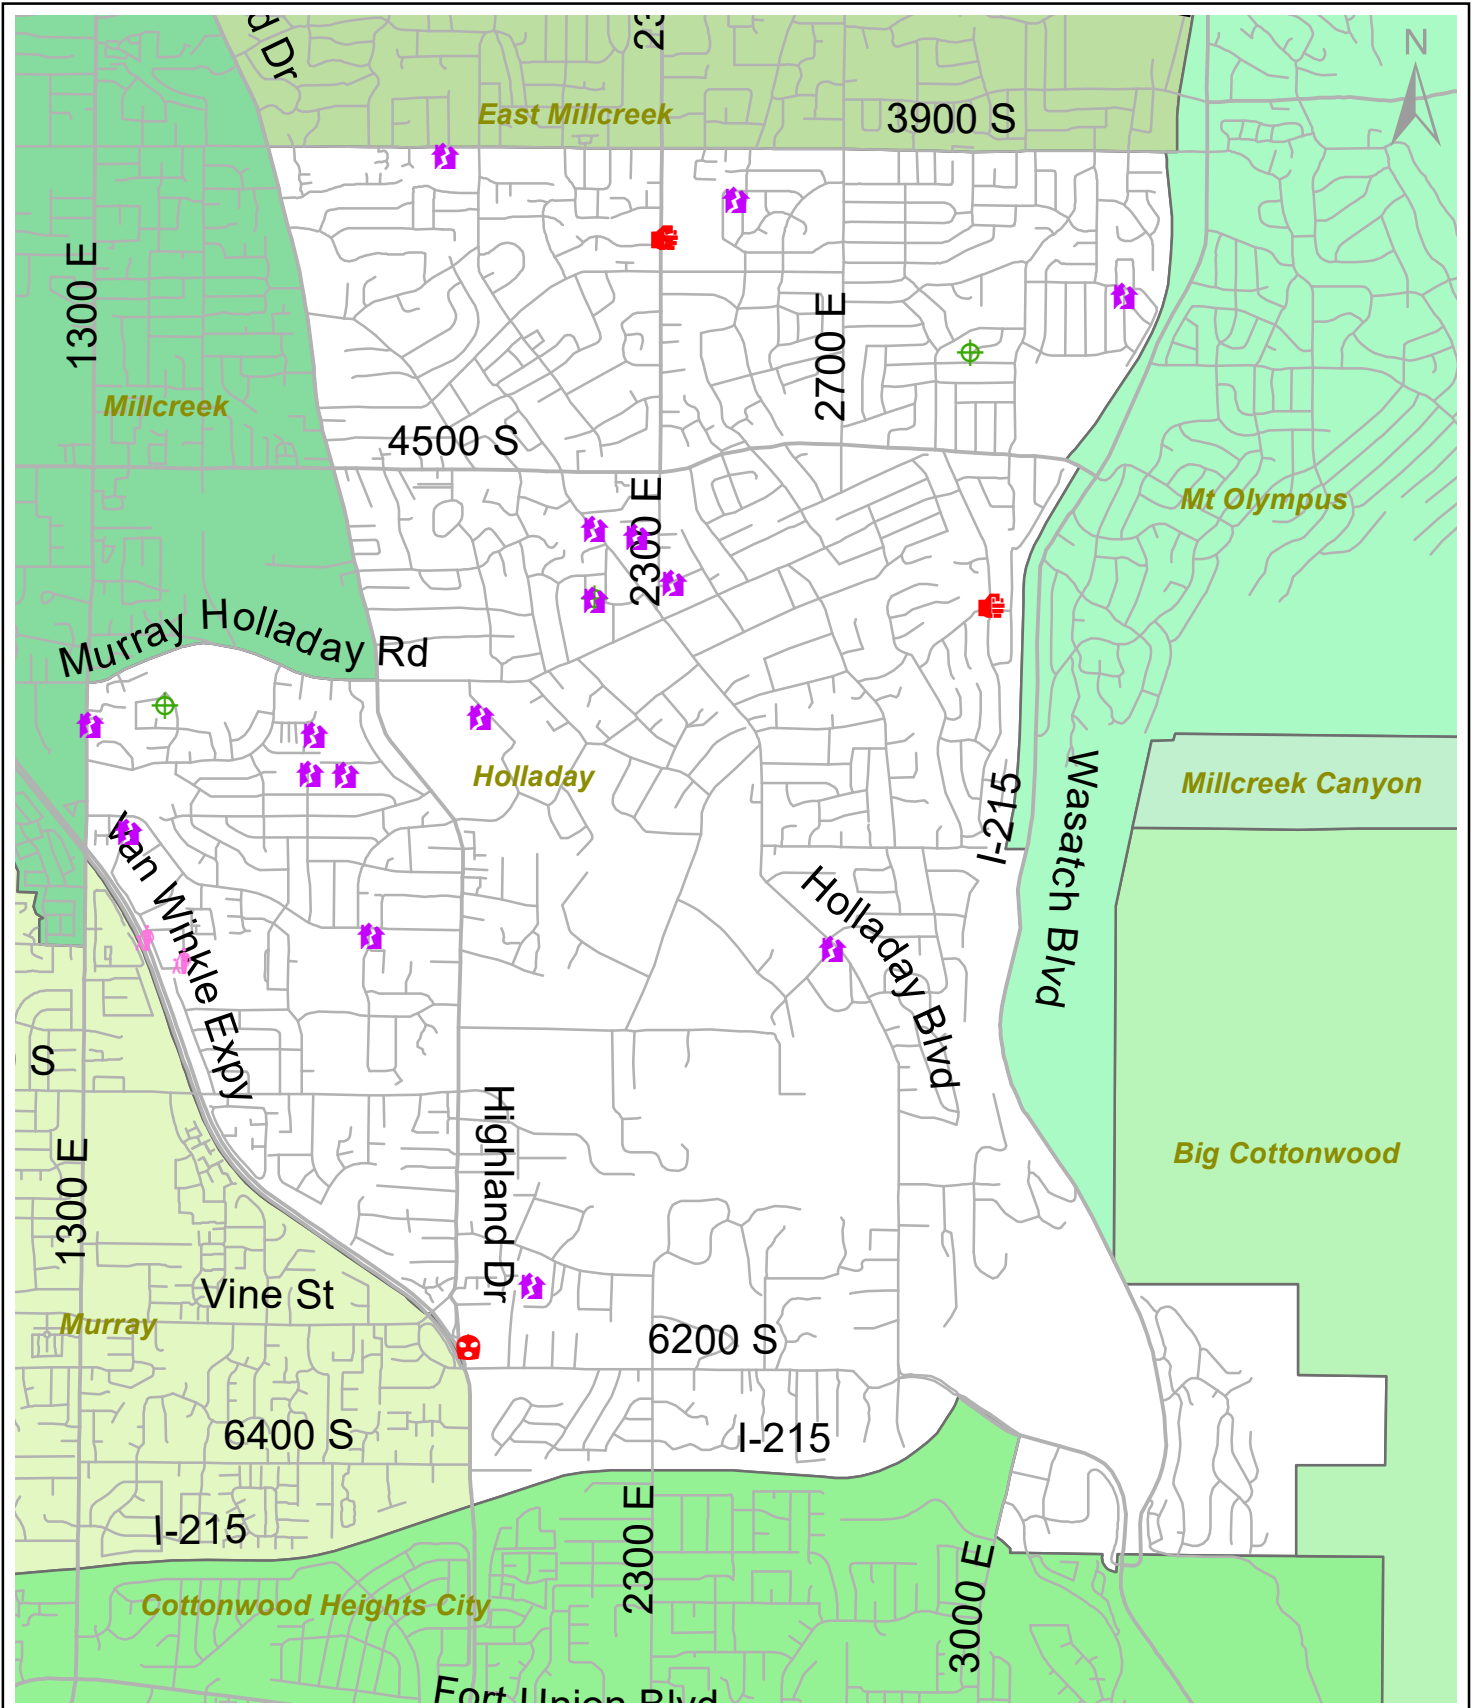 d Dr
23
N
East Millcreek
3900 S
1300 E
2700 E
Millcreek
4500 S
Mt Olympus
2300 E
Murray Holladay Rd
Holladay
I-215
Wasatch Blvd
Millcreek Canyon
Van Winkle Expy
Holladay Blvd
S
Highland Dr
1300 E
Big Cottonwood
Vine St
Murray
6200 S
6400 S
I-215
I-215
2300 E
3000 E
Cottonwood Heights City
Fort Union Blvd